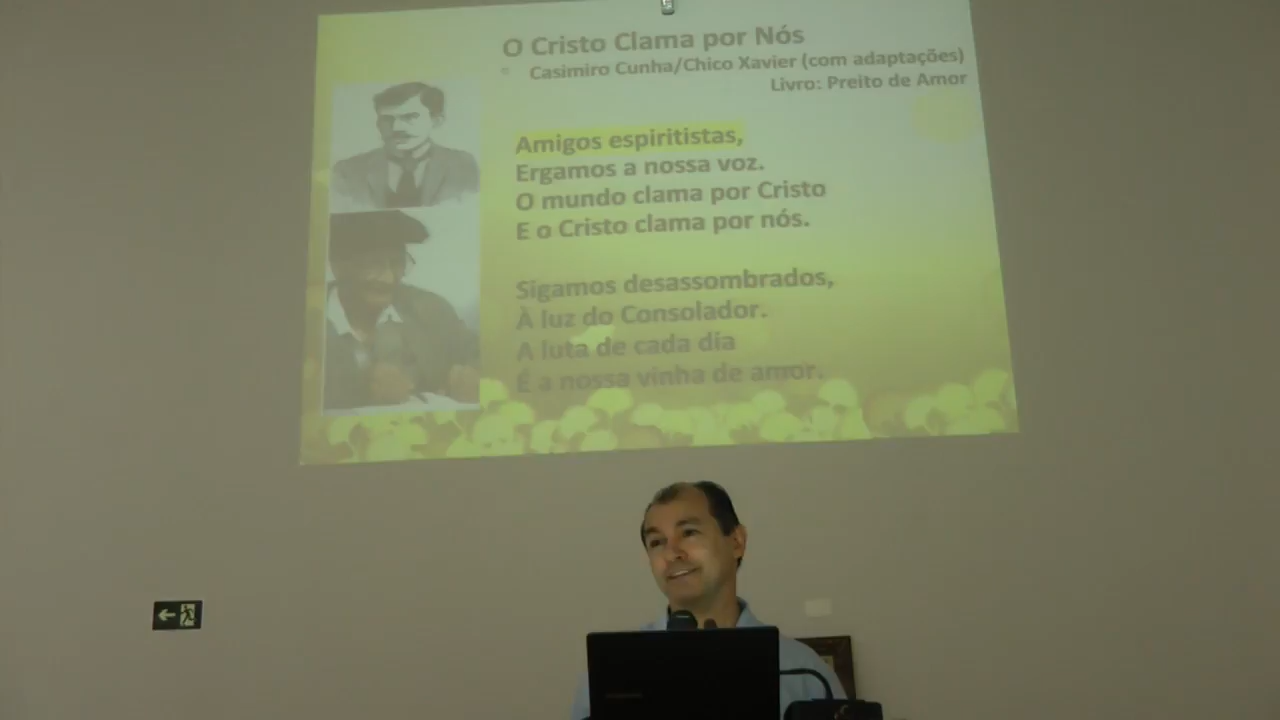 O Cristo Clama por Nós
Casimiro Cunha/Chico Xavier (com adaptações)
Livro: Preito de Amor
Amigos espiritistas,
Ergamos a nossa voz.
O mundo clama por Cristo
E o Cristo clama por nós.
Sigamos desassombrados,
À luz do Consolador.
A luta de cada dia
É a nossa vinha de amor.